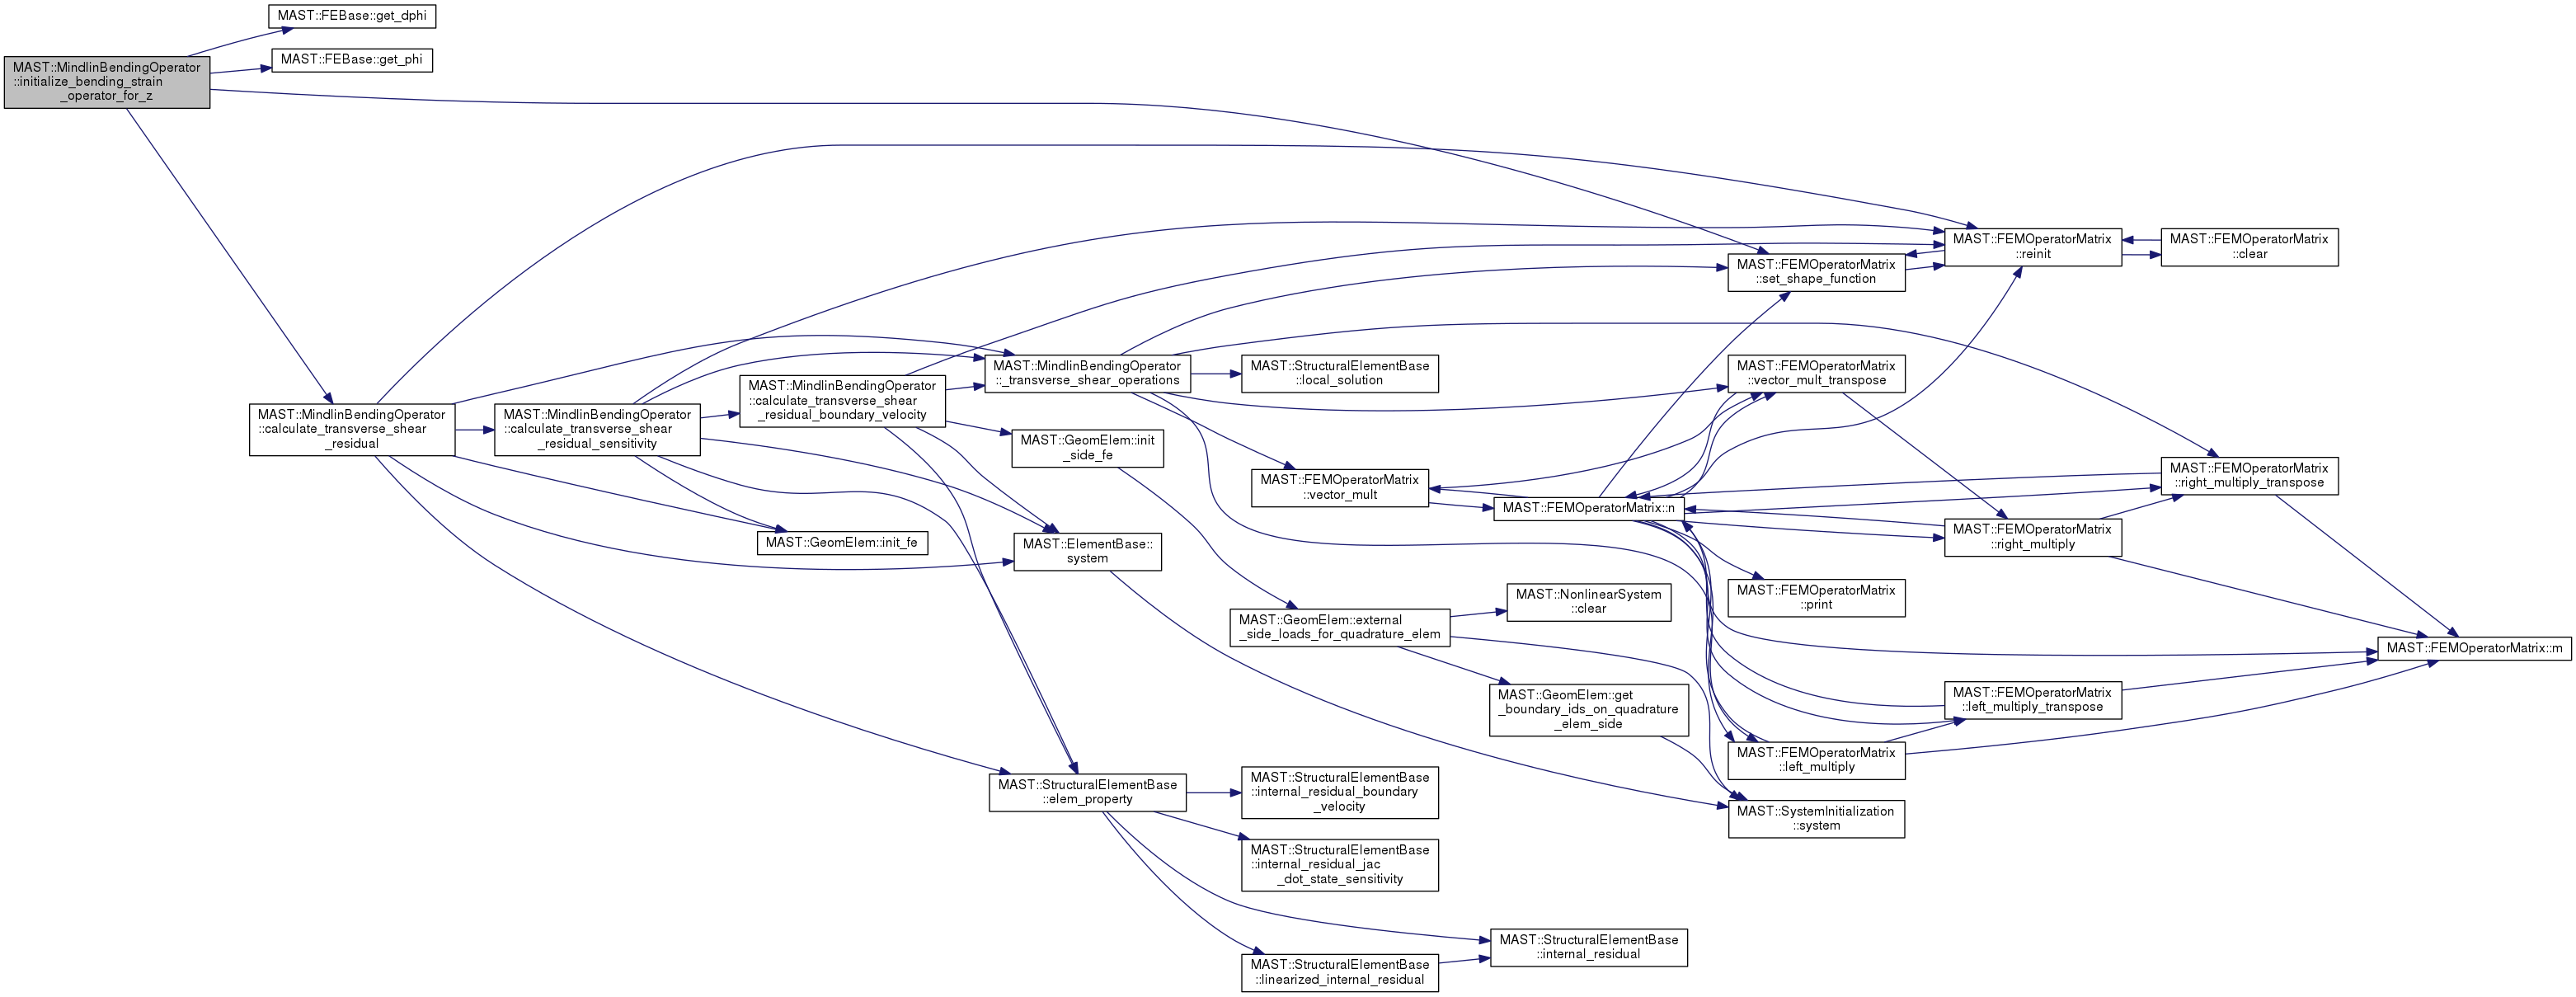 MAST::MindlinBendingOperator
::initialize_bending_strain
_operator_for_z
MAST::FEBase::get_dphi
MAST::FEBase::get_phi
MAST::MindlinBendingOperator
::calculate_transverse_shear
_residual
MAST::MindlinBendingOperator
::calculate_transverse_shear
_residual_sensitivity
MAST::MindlinBendingOperator
::calculate_transverse_shear
_residual_boundary_velocity
MAST::GeomElem::init_fe
MAST::MindlinBendingOperator
::_transverse_shear_operations
MAST::GeomElem::init
_side_fe
MAST::ElementBase::
system
MAST::StructuralElementBase
::elem_property
MAST::StructuralElementBase
::local_solution
MAST::FEMOperatorMatrix
::vector_mult
MAST::GeomElem::external
_side_loads_for_quadrature_elem
MAST::StructuralElementBase
::internal_residual_boundary
_velocity
MAST::StructuralElementBase
::internal_residual_jac
_dot_state_sensitivity
MAST::StructuralElementBase
::linearized_internal_residual
MAST::FEMOperatorMatrix::n
MAST::NonlinearSystem
::clear
MAST::GeomElem::get
_boundary_ids_on_quadrature
_elem_side
MAST::StructuralElementBase
::internal_residual
MAST::FEMOperatorMatrix
::set_shape_function
MAST::FEMOperatorMatrix
::vector_mult_transpose
MAST::FEMOperatorMatrix
::print
MAST::FEMOperatorMatrix
::left_multiply
MAST::SystemInitialization
::system
MAST::FEMOperatorMatrix
::reinit
MAST::FEMOperatorMatrix
::right_multiply
MAST::FEMOperatorMatrix
::left_multiply_transpose
MAST::FEMOperatorMatrix
::clear
MAST::FEMOperatorMatrix
::right_multiply_transpose
MAST::FEMOperatorMatrix::m